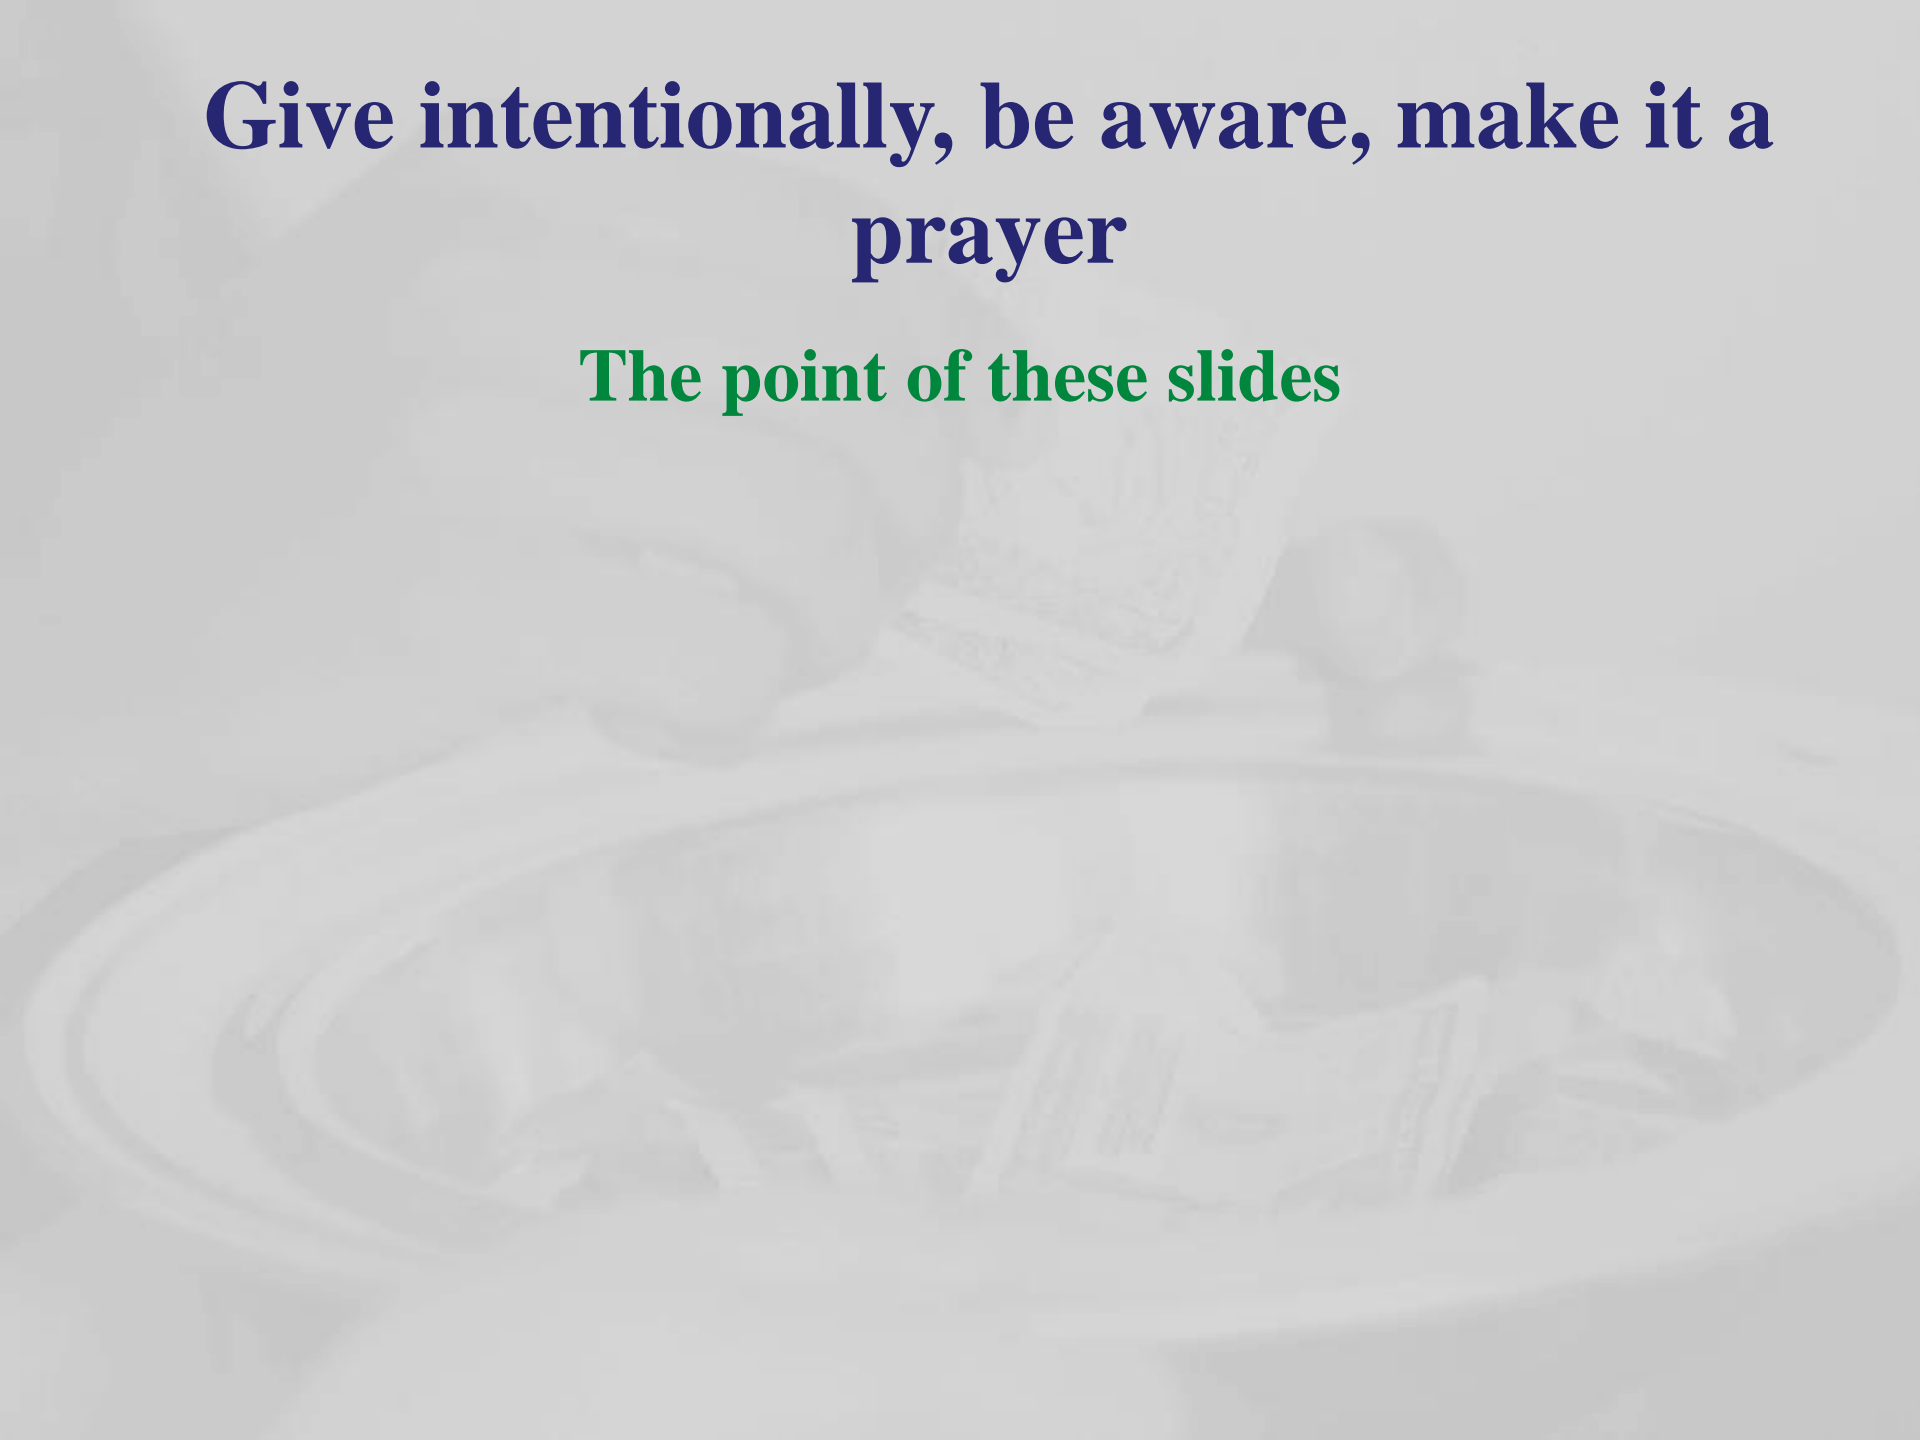 Give intentionally, be aware, make it a
prayer
The point of these slides